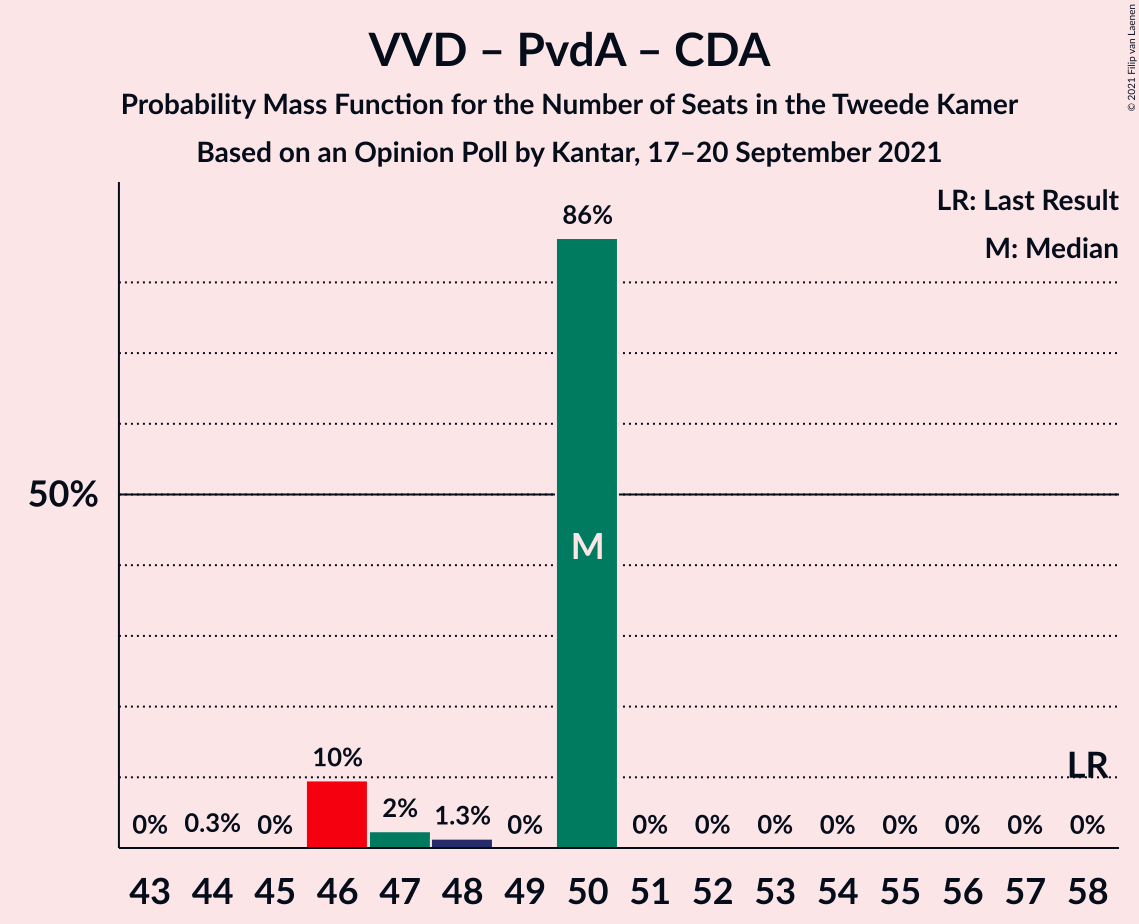 VVD – PvdA – CDA
Probability Mass Function for the Number of Seats in the Tweede Kamer
Based on an Opinion Poll by Kantar, 17–20 September 2021
© 2021 Filip van Laenen
LR: Last Result
M: Median
86%
50%
M
10%
LR
0% 0.3% 0% 2% 1.3% 0% 0% 0% 0% 0% 0% 0% 0% 0%
43 44 45 46 47 48 49 50 51 52 53 54 55 56 57 58